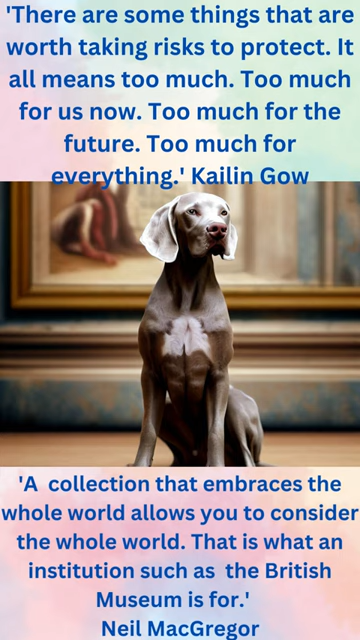 'There are some things that are
worth taking risks to protect. It
all means too much. Too much
for us now. Too much for the
future. Too much for
everything.' Kailin Gow
'A  collection that embraces the
whole world allows you to consider
the whole world. That is what an
institution such as  the British
Museum is for.'
Neil MacGregor